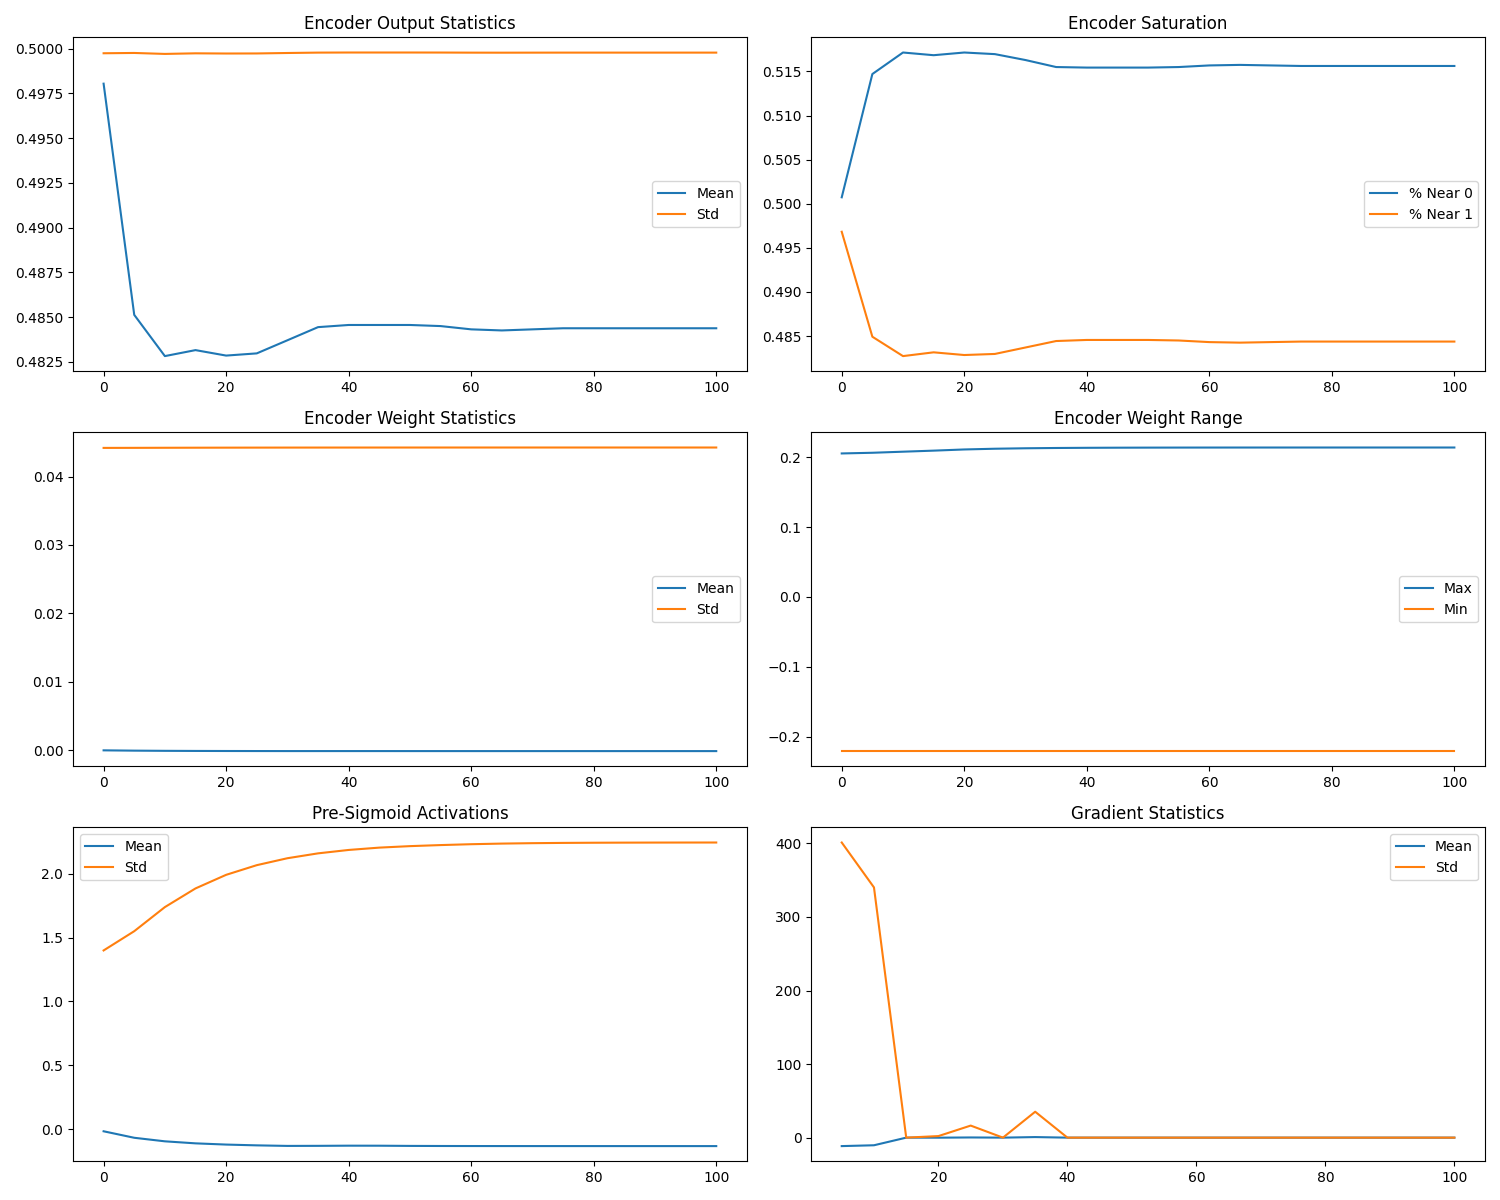 Encoder Output Statistics
0.5000
0.4975
0.4950
0.4925
0.4900
0.4875
0.4850
0.4825
Mean
Std
0 20 40 60 80 100
Encoder Saturation
0.515
0.510
0.505
0.500
0.495
0.490
0.485
% Near 0
% Near 1
0 20 40 60 80 100
Encoder Weight Statistics
0.04
0.03
0.02
0.01
0.00
Mean
Std
0 20 40 60 80 100
Encoder Weight Range
0.2
0.1
0.0
−0.1
−0.2
Max
Min
0 20 40 60 80 100
Pre-Sigmoid Activations
Mean
Std
2.0
1.5
1.0
0.5
0.0
0 20 40 60 80 100
Gradient Statistics
400
300
200
100
0
Mean
Std
20 40 60 80 100